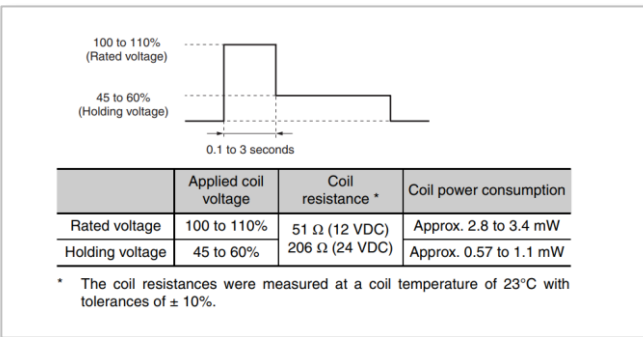 100 to 110%
(Rated voltage)
45 to 60%
(Holding voltage)
0.1 to 3 seconds
Applied coil voltage
Coil resistance *
Coil power consumption
Rated voltage
100 to 110%
51 Ω (12 VDC)
206 Ω (24 VDC)
Approx. 2.8 to 3.4 mW
Holding voltage
45 to 60%
Approx. 0.57 to 1.1 mW
* The coil resistances were measured at a coil temperature of 23°C with
tolerances of ± 10%.